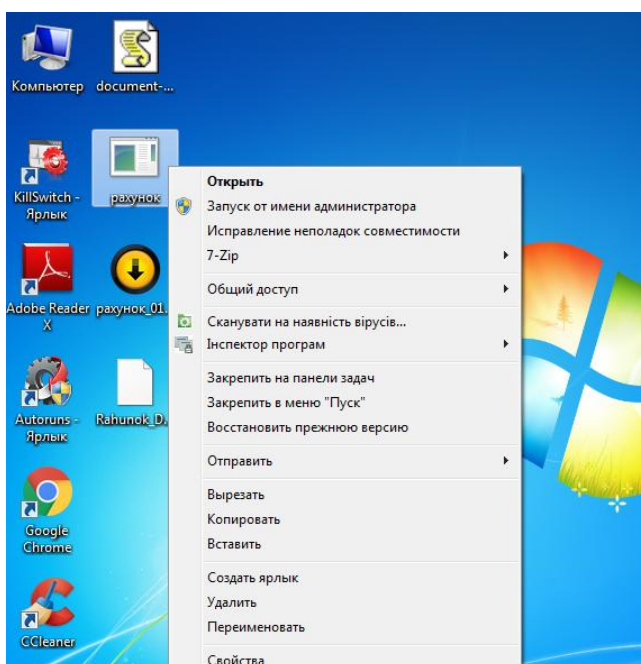 Компьютер
document-...
KillSwitch -
Ярлык
рахунок
Adobe Reader
X
рахунок_01.
Autoruns -
Ярлык
Rahunok_D.
Google
Chrome
CCleaner
Открыть
Запуск от имени администратора
Исправление неполадок совместимости
7-Zip
Общий доступ
Сканувати на наявність вірусів...
Інспектор програм
Закрепить на панели задач
Закрепить в меню "Пуск"
Восстановить прежнюю версию
Отправить
Вырезать
Копировать
Вставить
Создать ярлык
Удалить
Переименовать
Свойства